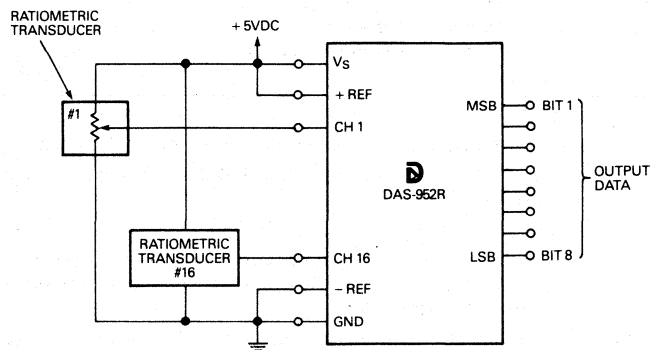 RATIOMETRIC
TRANSDUCER
+ 5VDC
VS
+ REF
#1
CH 1
MSB
BIT 1
DAS-952R
OUTPUT
DATA
RATIOMETRIC
TRANSDUCER
#16
CH 16
LSB
BIT 8
– REF
GND